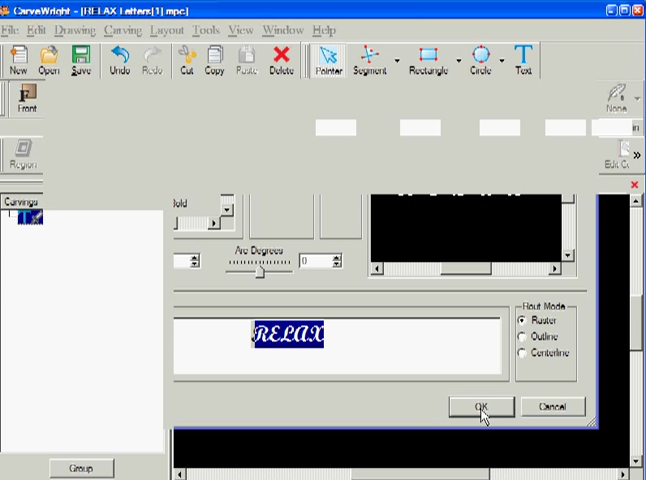 CarveWright - [RELAX Letters[1].mpc]
File Edit Drawing Carving Layout Tools View Window Help
New Open Save Undo Redo Cut Copy Paste Delete Pointer Segment Rectangle Circle Text
Front None
in
Region Edit
Carvings
T
Bold
Arc Degrees
0
Rout Mode
Raster
RELAX
Outline
Centerline
OK Cancel
Group